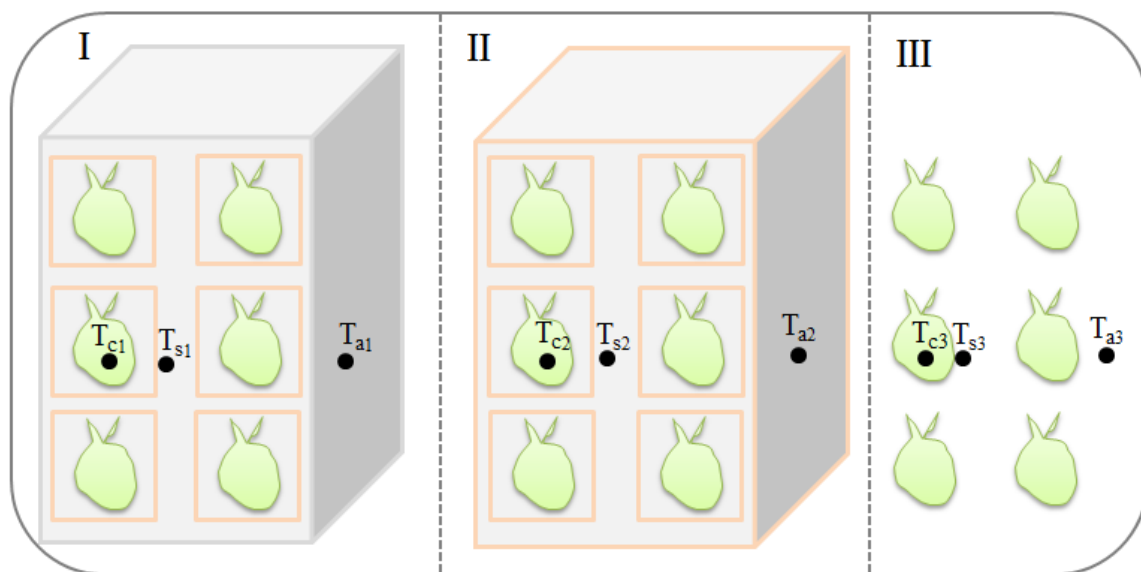 I
II
III
Tc1
Ts1
Ta1
Tc2
Ts2
Ta2
Tc3
Ts3
Ta3